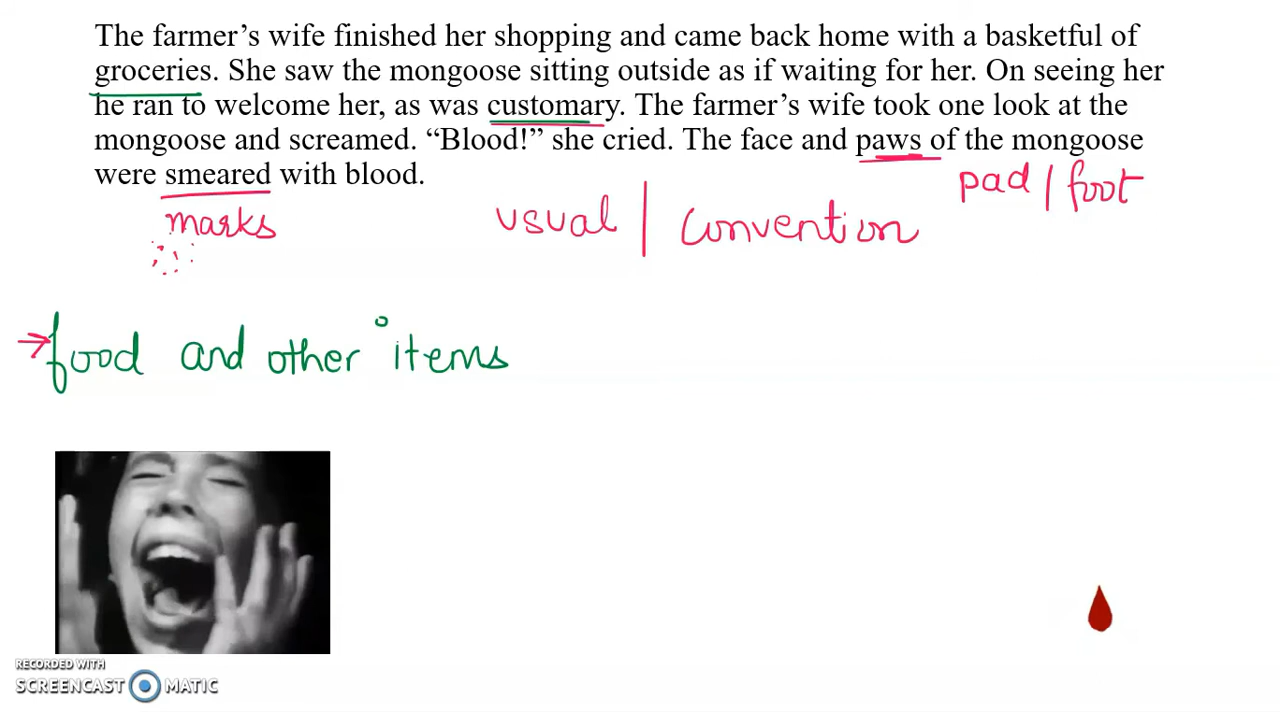 The farmer’s wife finished her shopping and came back home with a basketful of
groceries. She saw the mongoose sitting outside as if waiting for her. On seeing her
he ran to welcome her, as was customary. The farmer’s wife took one look at the
mongoose and screamed. “Blood!” she cried. The face and paws of the mongoose
were smeared with blood.
pad / foot
marks
usual | convention
food and other items
RECORDED WITH
SCREENCAST MATIC